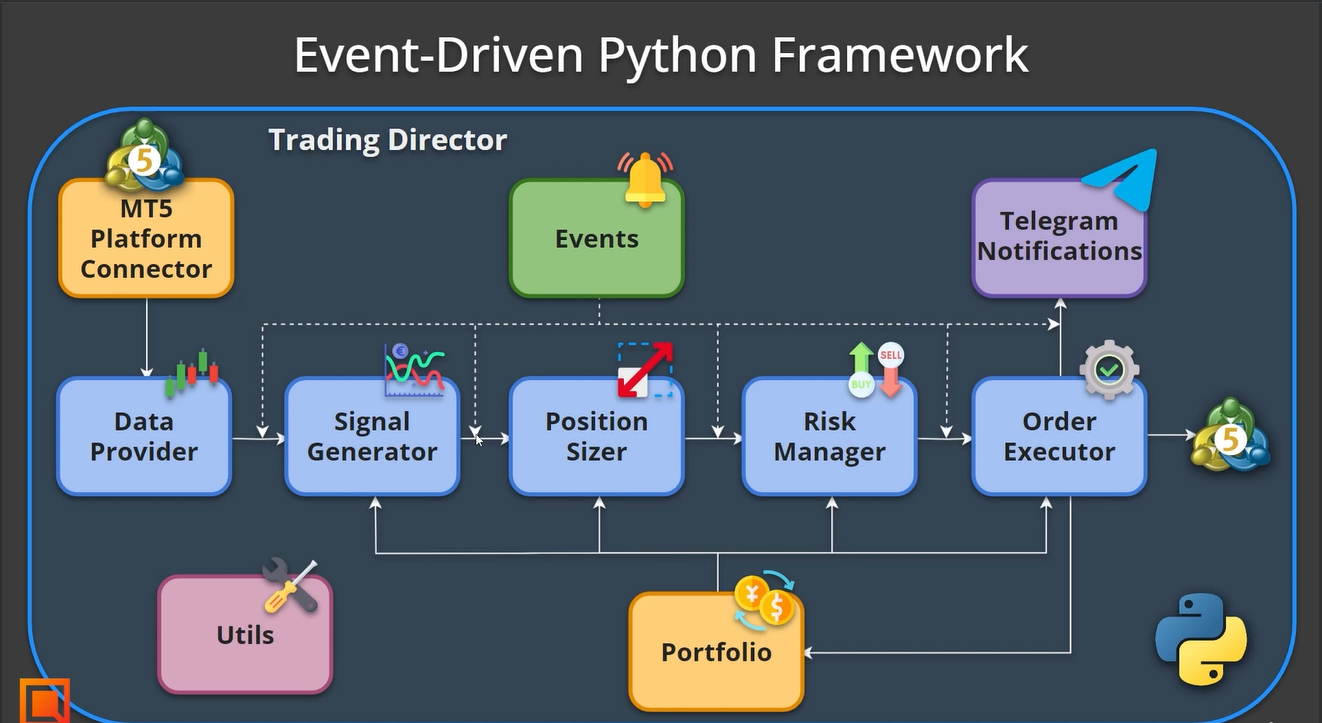 Event-Driven Python Framework
Trading Director
5
MT5
Platform
Connector
Events
Telegram
Notifications
€
SELL
BUY
Data
Provider
Signal
Generator
Position
Sizer
Risk
Manager
Order
Executor
5
Utils
¥
$
Portfolio